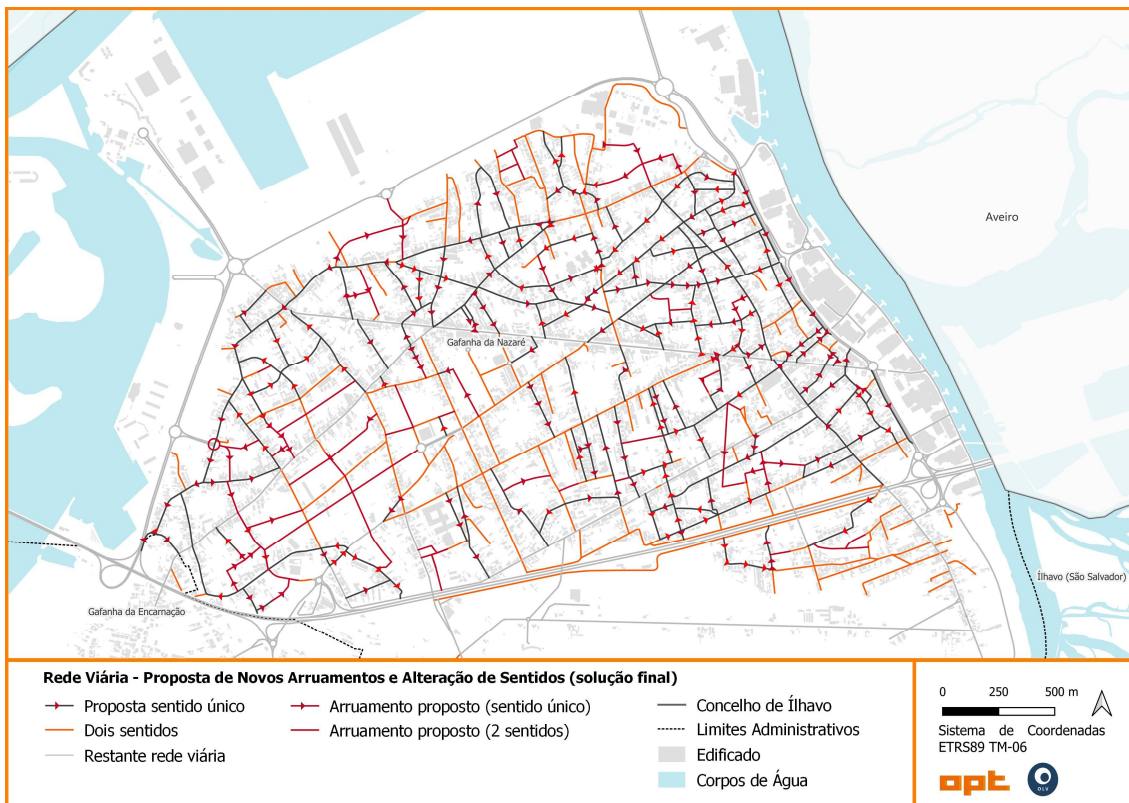 Aveiro
Gafanha da Nazaré
Ílhavo (São Salvador)
Gafanha da Encarnação
Rede Viária - Proposta de Novos Arruamentos e Alteração de Sentidos (solução final)
Proposta sentido único
Dois sentidos
Restante rede viária
Arruamento proposto (sentido único)
Arruamento proposto (2 sentidos)
Concelho de Ílhavo
Limites Administrativos
Edificado
Corpos de Água
0 250 500 m
Sistema de Coordenadas
ETRS89 TM-06
opt
OLV